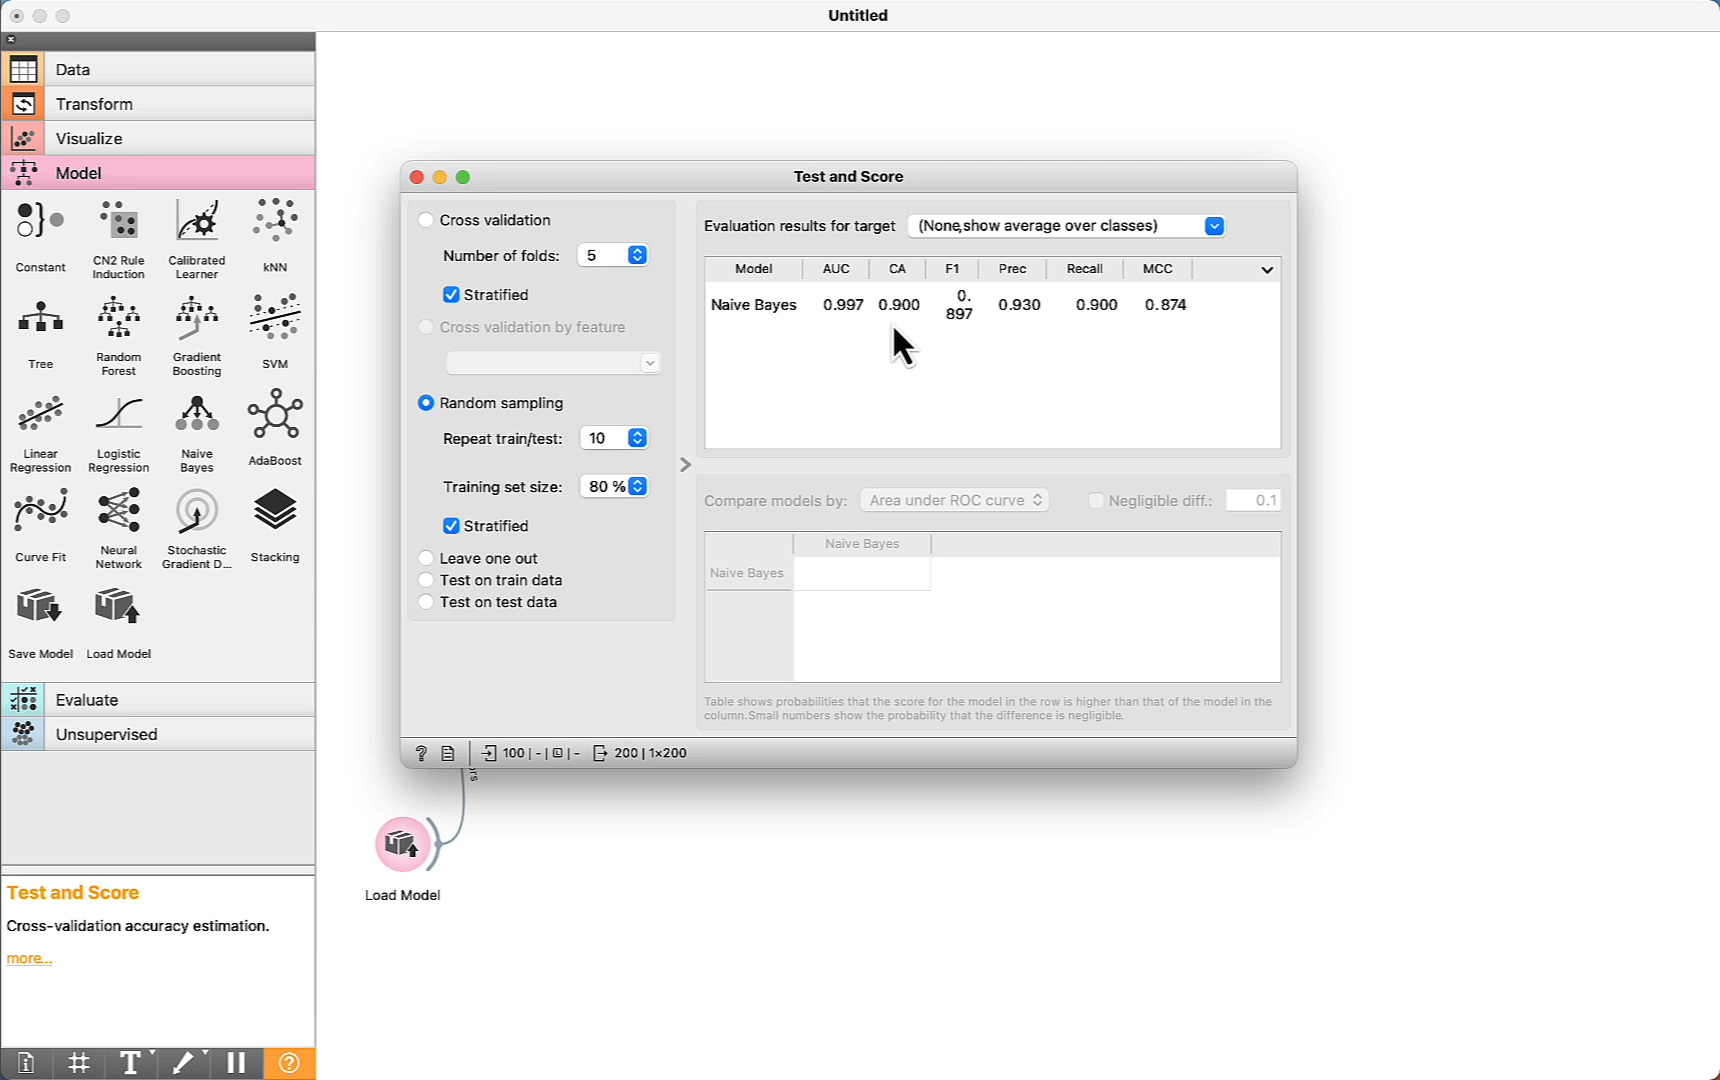 Untitled
Data
Transform
Visualize
Model
Constant
CN2 Rule
Induction
Calibrated
Learner
kNN
Tree
Random
Forest
Gradient
Boosting
SVM
Linear
Regression
Logistic
Regression
Naive
Bayes
AdaBoost
Curve Fit
Neural
Network
Stochastic
Gradient D...
Stacking
Save Model
Load Model
Evaluate
Unsupervised
Test and Score
Cross-validation accuracy estimation.
more...
Test and Score
Cross validation
Number of folds: 5
Stratified
Cross validation by feature
Random sampling
Repeat train/test: 10
Training set size: 80 %
Stratified
Leave one out
Test on train data
Test on test data
Evaluation results for target (None,show average over classes)
Model AUC CA F1 Prec Recall MCC
Naive Bayes 0.997 0.900 0.897 0.930 0.900 0.874
Compare models by: Area under ROC curve Negligible diff.: 0.1
Naive Bayes
Naive Bayes
Table shows probabilities that the score for the model in the row is higher than that of the model in the
column.Small numbers show the probability that the difference is negligible.
? 100 | - | - 200 | 1×200
Load Model